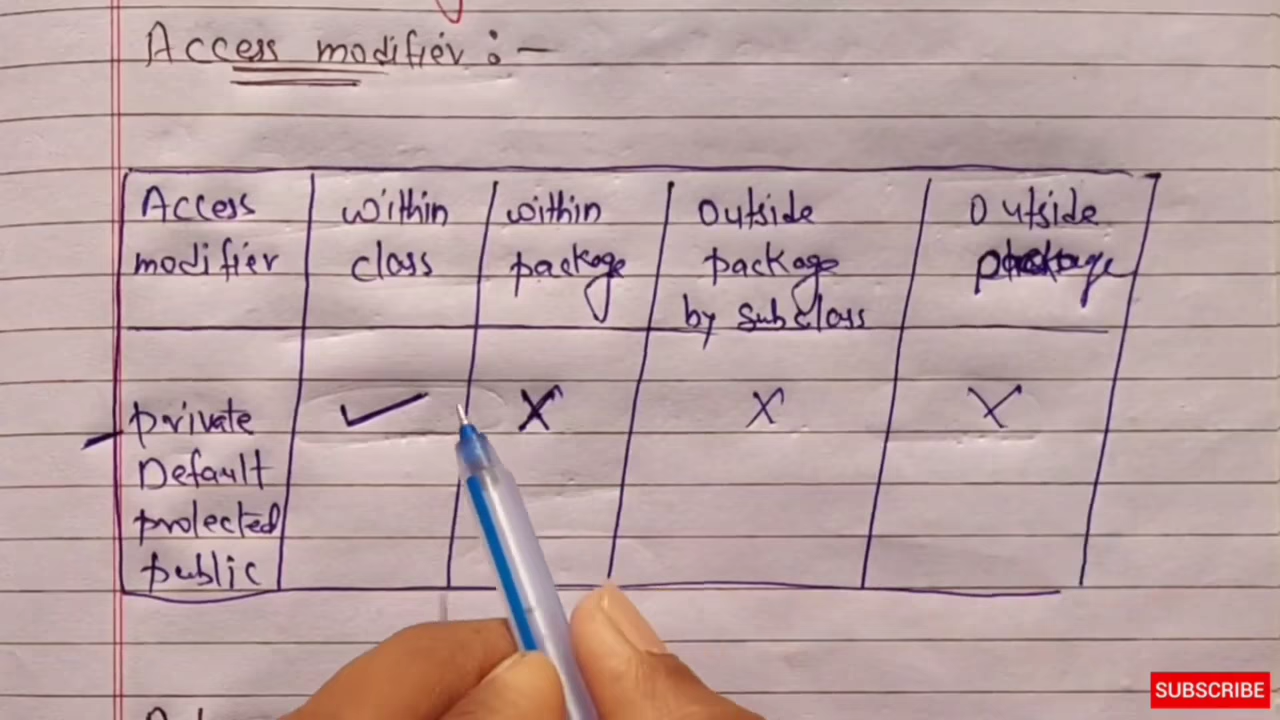 Access modifier :-
Access modifier | within class | within package | Outside package by subclass | Outside package
private | ✓ | X | X | X
Default
protected
public
SUBSCRIBE